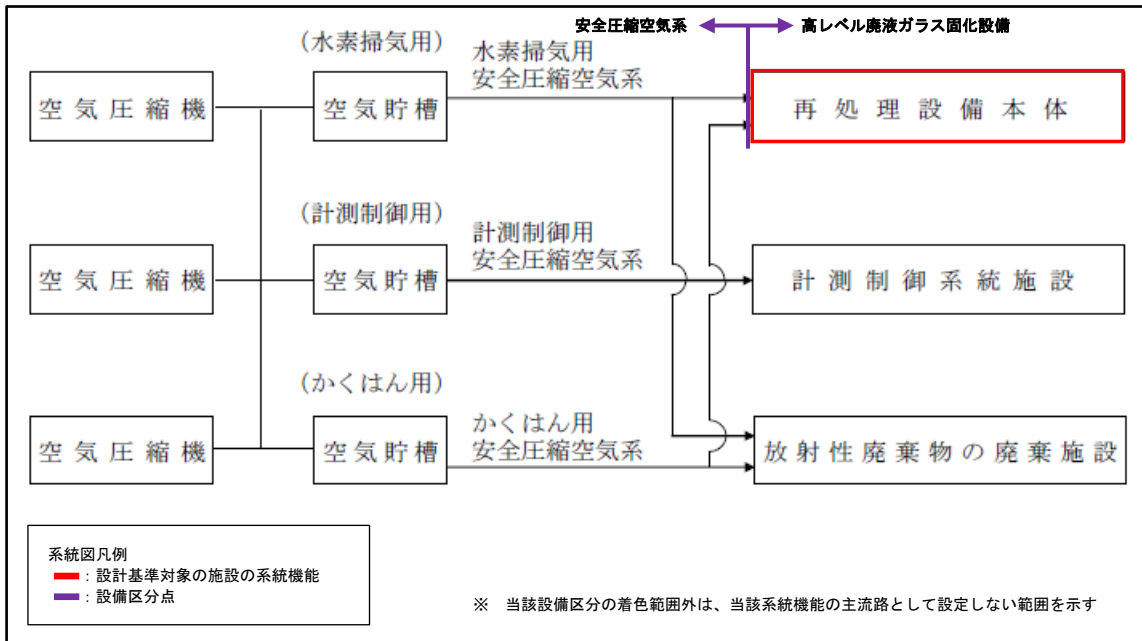 安全圧縮空気系
高レベル廃液ガラス固化設備
(水素掃気用)
水素掃気用
安全圧縮空気系
空気圧縮機
空気貯槽
再処理設備本体
(計測制御用)
計測制御用
安全圧縮空気系
空気圧縮機
空気貯槽
計測制御系統施設
(かくはん用)
かくはん用
安全圧縮空気系
空気圧縮機
空気貯槽
放射性廃棄物の廃棄施設
系統図凡例
：設計基準対象の施設の系統機能
：設備区分点
※ 当該設備区分の着色範囲外は、当該系統機能の主流路として設定しない範囲を示す